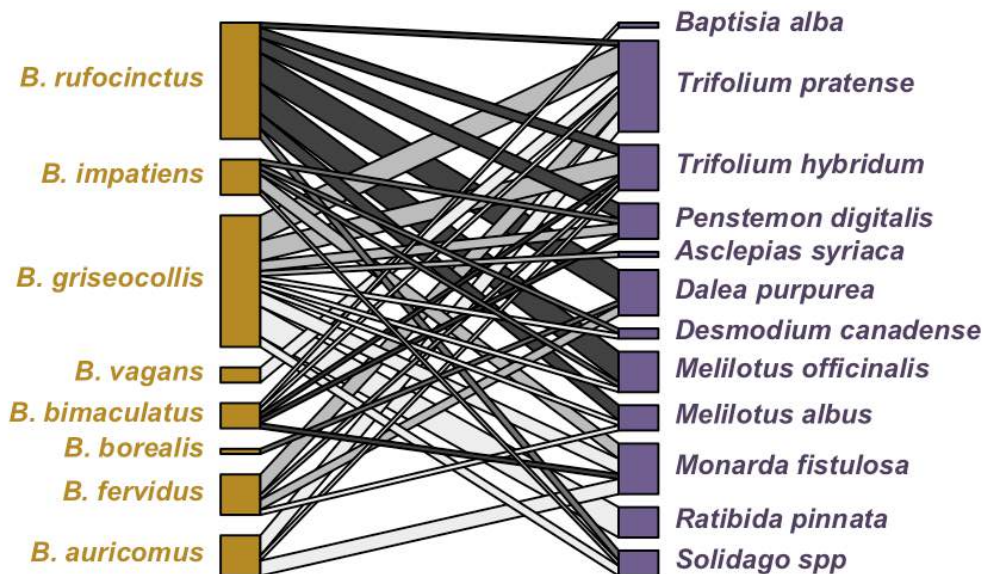 B. rufocinctus
B. impatiens
B. griseocollis
B. vagans
B. bimaculatus
B. borealis
B. fervidus
B. auricomus
Baptisia alba
Trifolium pratense
Trifolium hybridum
Penstemon digitalis
Asclepias syriaca
Dalea purpurea
Desmodium canadense
Melilotus officinalis
Melilotus albus
Monarda fistulosa
Ratibida pinnata
Solidago spp